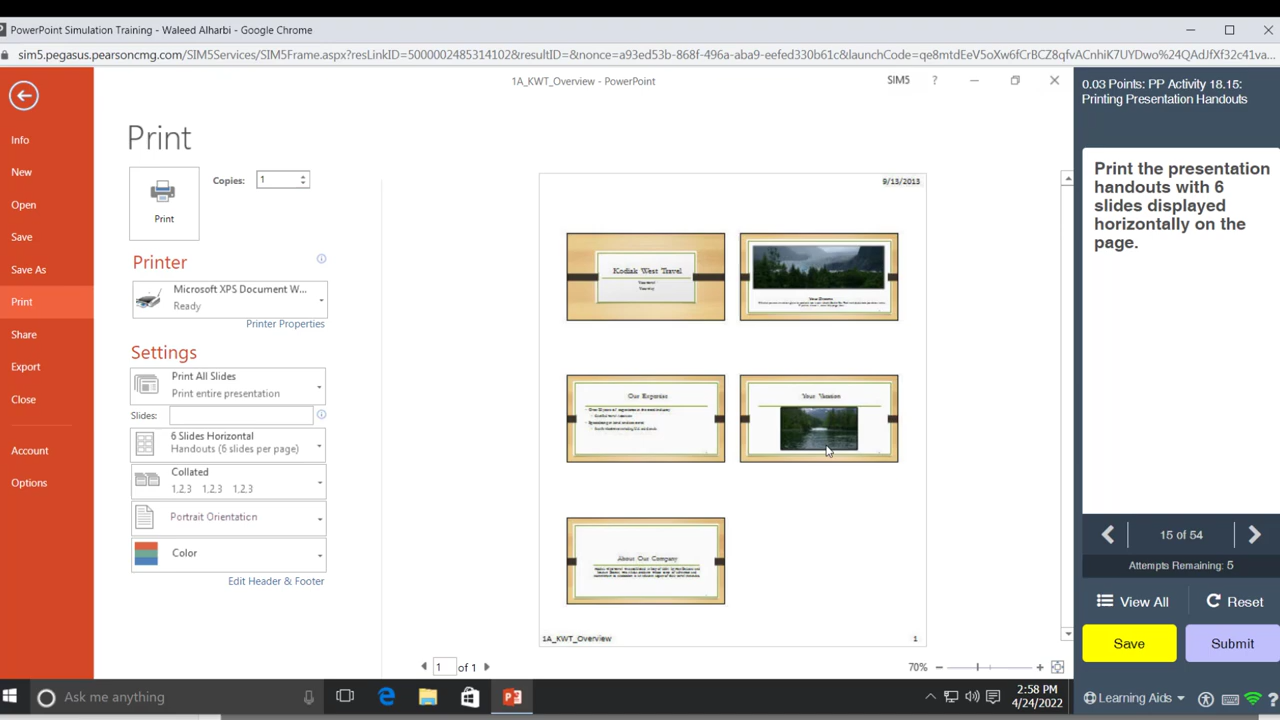 PowerPoint Simulation Training - Waleed Alharbi - Google Chrome
sim5.pegasus.pearsoncmg.com/SIM5Services/SIM5Frame.aspx?resLinkID=5000002485314102&resultID=&nonce=a93ed53b-868f-496a-aba9-eefed330b61c&launchCode=qe8mtdEeV5oXw6fCrBCZ8qfvACnhiK7UYDwo%24QAdJfXf32c41va...
1A_KWT_Overview - PowerPoint
SIM5
?
Info
New
Open
Save
Save As
Print
Share
Export
Close
Account
Options
Print
Print
Copies: 1
Printer
Microsoft XPS Document W...
Ready
Printer Properties
Settings
Print All Slides
Print entire presentation
Slides:
6 Slides Horizontal
Handouts (6 slides per page)
Collated
1,2,3 1,2,3 1,2,3
Portrait Orientation
Color
Edit Header & Footer
9/13/2013
Kodiak West Travel
Your Dreams
Our Expertise
Your Vacation
About Our Company
1A_KWT_Overview
1
1 of 1
70%
0.03 Points: PP Activity 18.15:
Printing Presentation Handouts
Print the presentation
handouts with 6
slides displayed
horizontally on the
page.
15 of 54
Attempts Remaining: 5
View All
Reset
Save
Submit
Ask me anything
2:58 PM
4/24/2022
Learning Aids
?